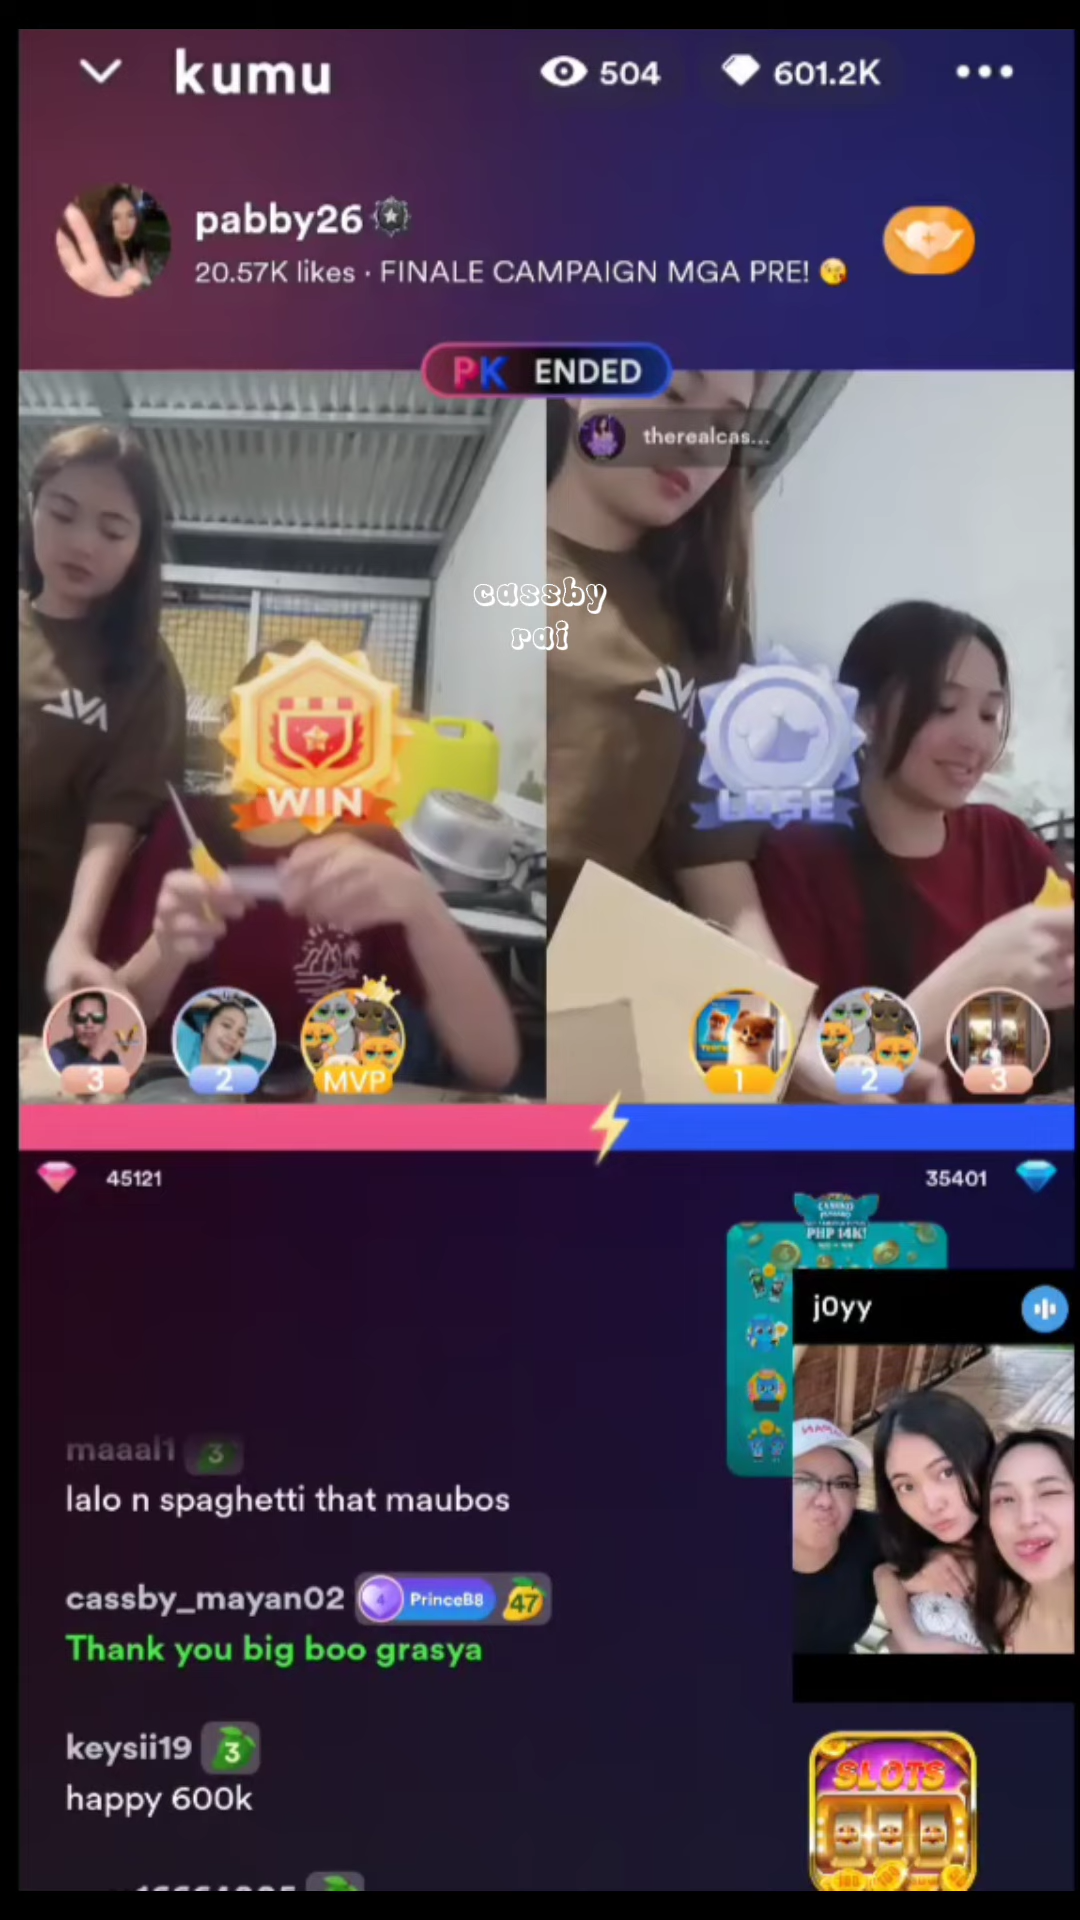 kumu
504
601.2K
pabby26
20.57K likes · FINALE CAMPAIGN MGA PRE! 😘
PK ENDED
therealcas...
cassby
rai
WIN
LOSE
3
2
MVP
1
2
3
45121
35401
CASINO
PHP 14K!
j0yy
maaal1 3
lalo n spaghetti that maubos
cassby_mayan02 4 PrinceB8 47
Thank you big boo grasya
keysii19 3
happy 600k
SLOTS